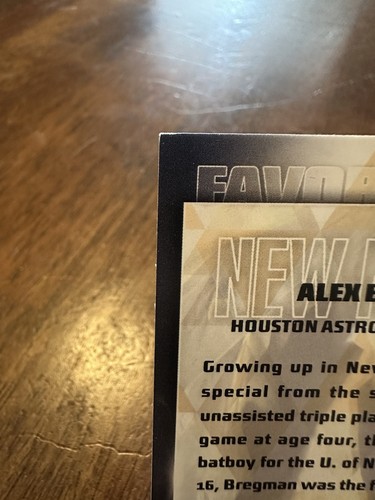 FAVOR
NEW
ALEX B
HOUSTON ASTRO
Growing up in New
special from the s
unassisted triple pla
game at age four, th
batboy for the U. of N
16, Bregman was the f